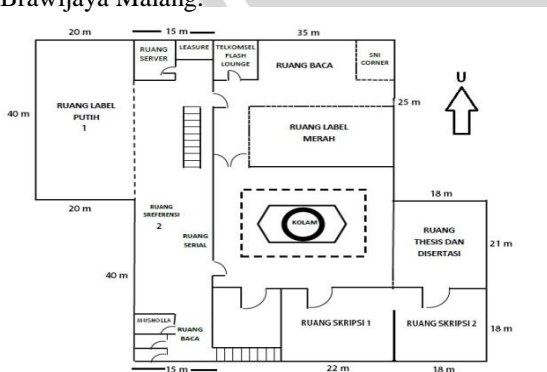 Brawijaya Malang.
20 m
15 m
35 m
RUANG
SERVER
LEASURE
TELKOMSEL
FLASH
LOUNGE
RUANG BACA
SNI
CORNER
U
40 m
RUANG LABEL
PUTIH
1
25 m
RUANG LABEL
MERAH
20 m
18 m
RUANG
SREFERENSI
2
RUANG
SERIAL
KOLAM
RUANG
THESIS DAN
DISERTASI
21 m
40 m
MUSHOLLA
RUANG
BACA
RUANG SKRIPSI 1
RUANG SKRIPSI 2
18 m
15 m
22 m
18 m